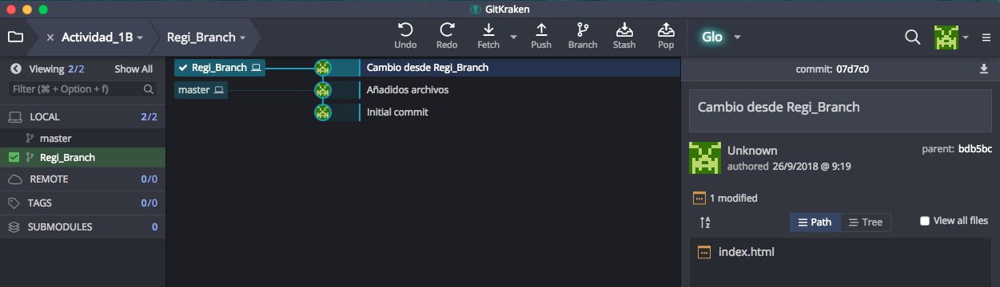 GitKraken
Actividad_1B
Regi_Branch
Undo
Redo
Fetch
Push
Branch
Stash
Pop
Glo
Viewing 2/2
Show All
Filter (⌘ + Option + f)
LOCAL 2/2
master
Regi_Branch
REMOTE 0/0
TAGS 0/0
SUBMODULES 0
Regi_Branch
Cambio desde Regi_Branch
master
Añadidos archivos
Initial commit
commit: 07d7c0
Cambio desde Regi_Branch
Unknown
parent: bdb5bc
authored 26/9/2018 @ 9:19
1 modified
A
Z
Path
Tree
View all files
index.html